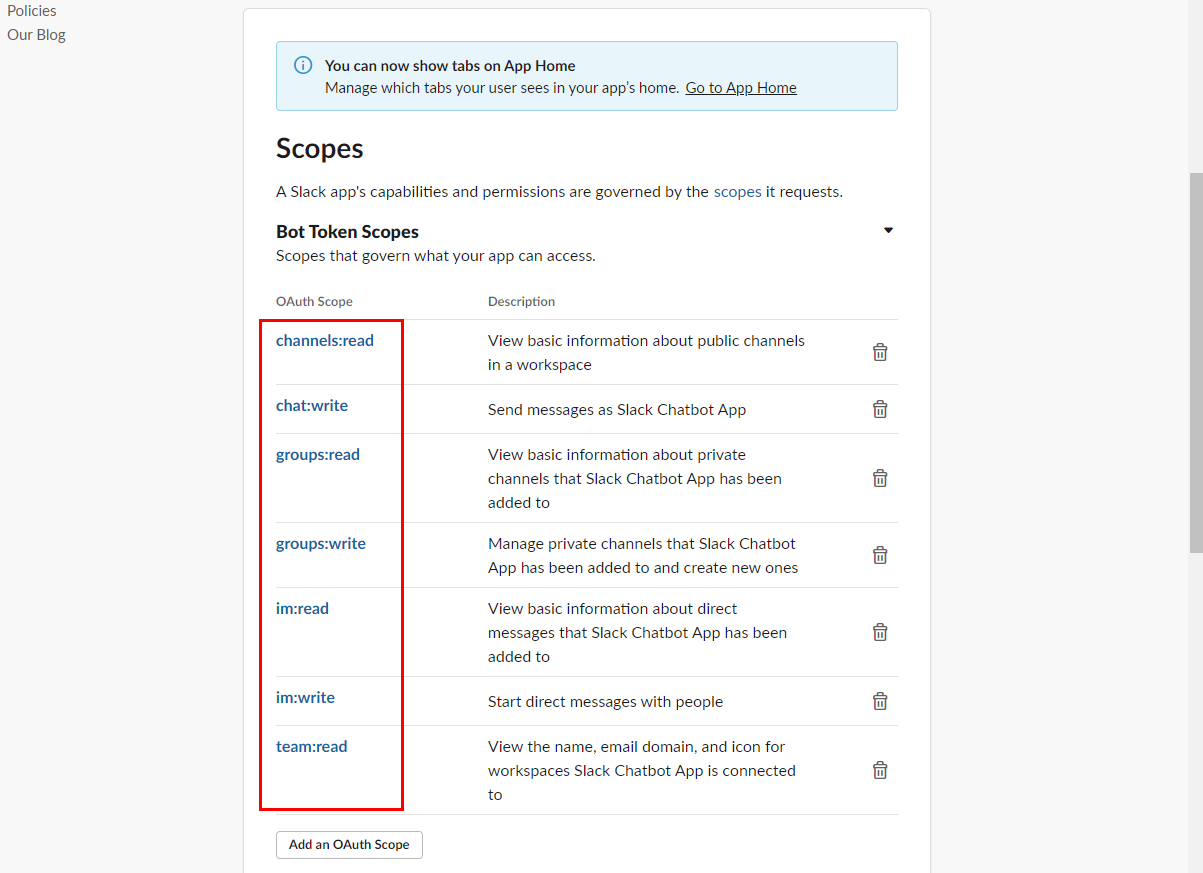 Policies
Our Blog
You can now show tabs on App Home
Manage which tabs your user sees in your app's home. Go to App Home
Scopes
A Slack app's capabilities and permissions are governed by the scopes it requests.
Bot Token Scopes
Scopes that govern what your app can access.
OAuth Scope Description
channels:read View basic information about public channels
in a workspace
chat:write Send messages as Slack Chatbot App
groups:read View basic information about private
channels that Slack Chatbot App has been
added to
groups:write Manage private channels that Slack Chatbot
App has been added to and create new ones
im:read View basic information about direct
messages that Slack Chatbot App has been
added to
im:write Start direct messages with people
team:read View the name, email domain, and icon for
workspaces Slack Chatbot App is connected
to
Add an OAuth Scope